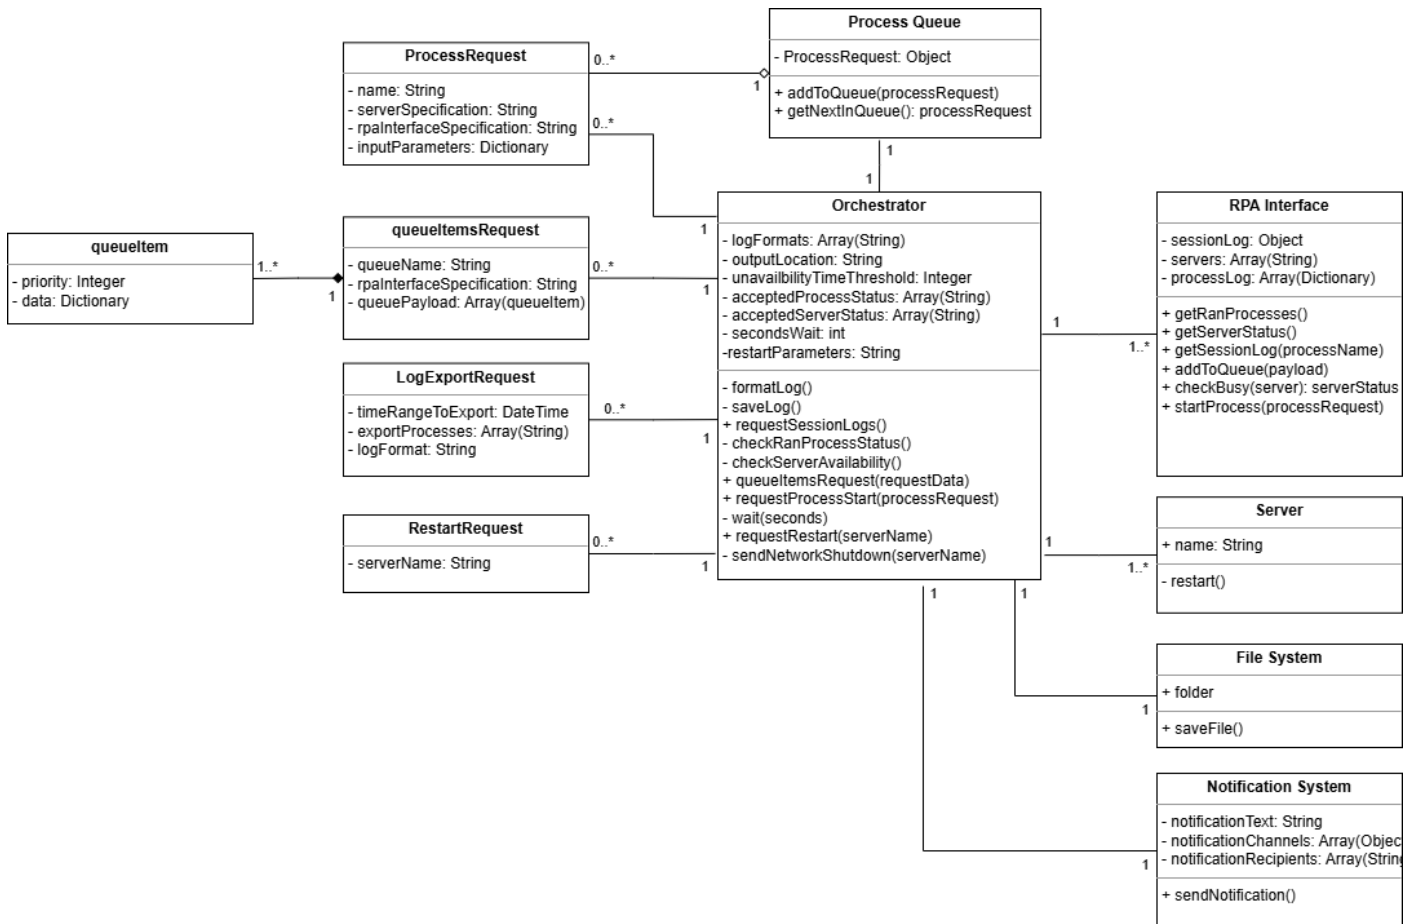 Process Queue
- ProcessRequest: Object
+ addToQueue(processRequest)
+ getNextInQueue(): processRequest
ProcessRequest
- name: String
- serverSpecification: String
- rpaInterfaceSpecification: String
- inputParameters: Dictionary
0..*
1
0..*
1
1
1
queueItem
- priority: Integer
- data: Dictionary
1..*
1
queueItemsRequest
- queueName: String
- rpaInterfaceSpecification: String
- queuePayload: Array(queueItem)
0..*
1
LogExportRequest
- timeRangeToExport: DateTime
- exportProcesses: Array(String)
- logFormat: String
0..*
1
RestartRequest
- serverName: String
0..*
1
Orchestrator
- logFormats: Array(String)
- outputLocation: String
- unavailbilityTimeThreshold: Integer
- acceptedProcessStatus: Array(String)
- acceptedServerStatus: Array(String)
- secondsWait: int
-restartParameters: String
- formatLog()
- saveLog()
+ requestSessionLogs()
- checkRanProcessStatus()
- checkServerAvailability()
+ queueItemsRequest(requestData)
+ requestProcessStart(processRequest)
- wait(seconds)
+ requestRestart(serverName)
- sendNetworkShutdown(serverName)
1
1..*
RPA Interface
- sessionLog: Object
- servers: Array(String)
- processLog: Array(Dictionary)
+ getRanProcesses()
+ getServerStatus()
+ getSessionLog(processName)
+ addToQueue(payload)
+ checkBusy(server): serverStatus
+ startProcess(processRequest)
1
1..*
Server
+ name: String
- restart()
1
1
File System
+ folder
+ saveFile()
1
1
Notification System
- notificationText: String
- notificationChannels: Array(Objec
- notificationRecipients: Array(String
+ sendNotification()